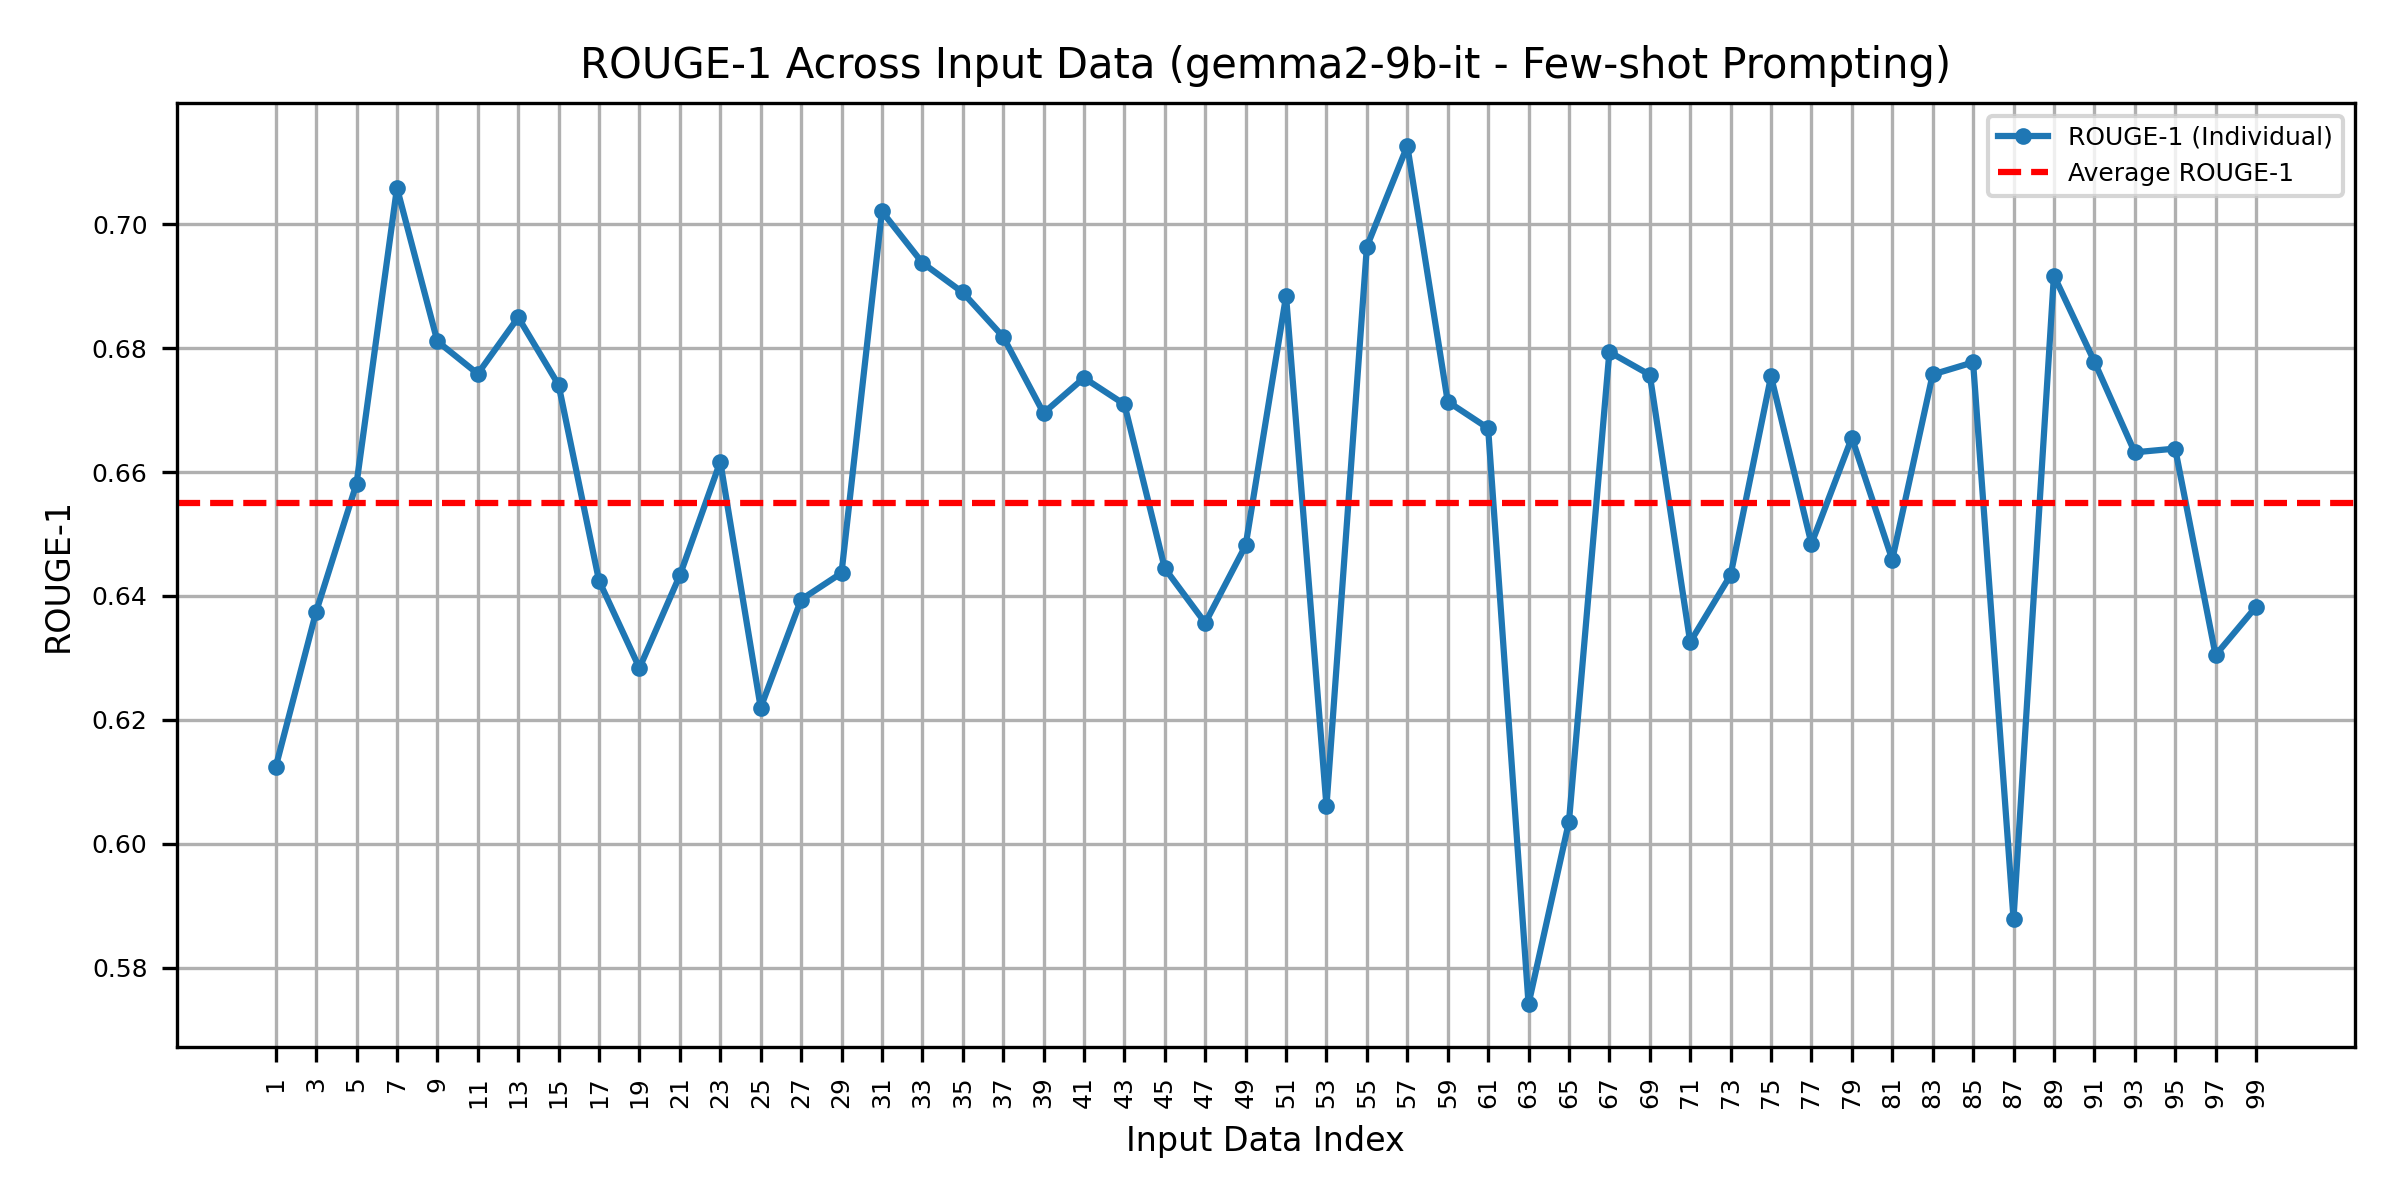 ROUGE-1 Across Input Data (gemma2-9b-it - Few-shot Prompting)
ROUGE-1 (Individual)
Average ROUGE-1
0.70
0.68
0.66
0.64
0.62
0.60
0.58
ROUGE-1
1 3 5 7 9 11 13 15 17 19 21 23 25 27 29 31 33 35 37 39 41 43 45 47 49 51 53 55 57 59 61 63 65 67 69 71 73 75 77 79 81 83 85 87 89 91 93 95 97 99
Input Data Index